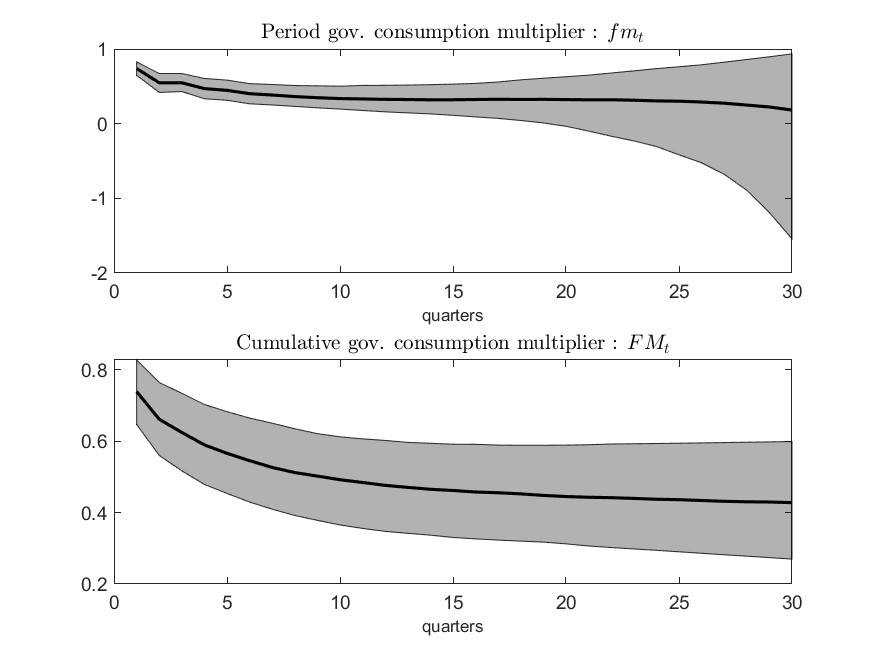 Period gov. consumption multiplier : fm_t
1
0
-1
-2
0 5 10 15 20 25 30
quarters
Cumulative gov. consumption multiplier : FM_t
0.8
0.6
0.4
0.2
0 5 10 15 20 25 30
quarters